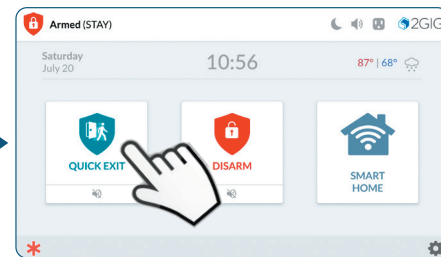 Armed (STAY)
2GIG
Saturday
July 20
10:56
87° | 68°
QUICK EXIT
DISARM
SMART
HOME